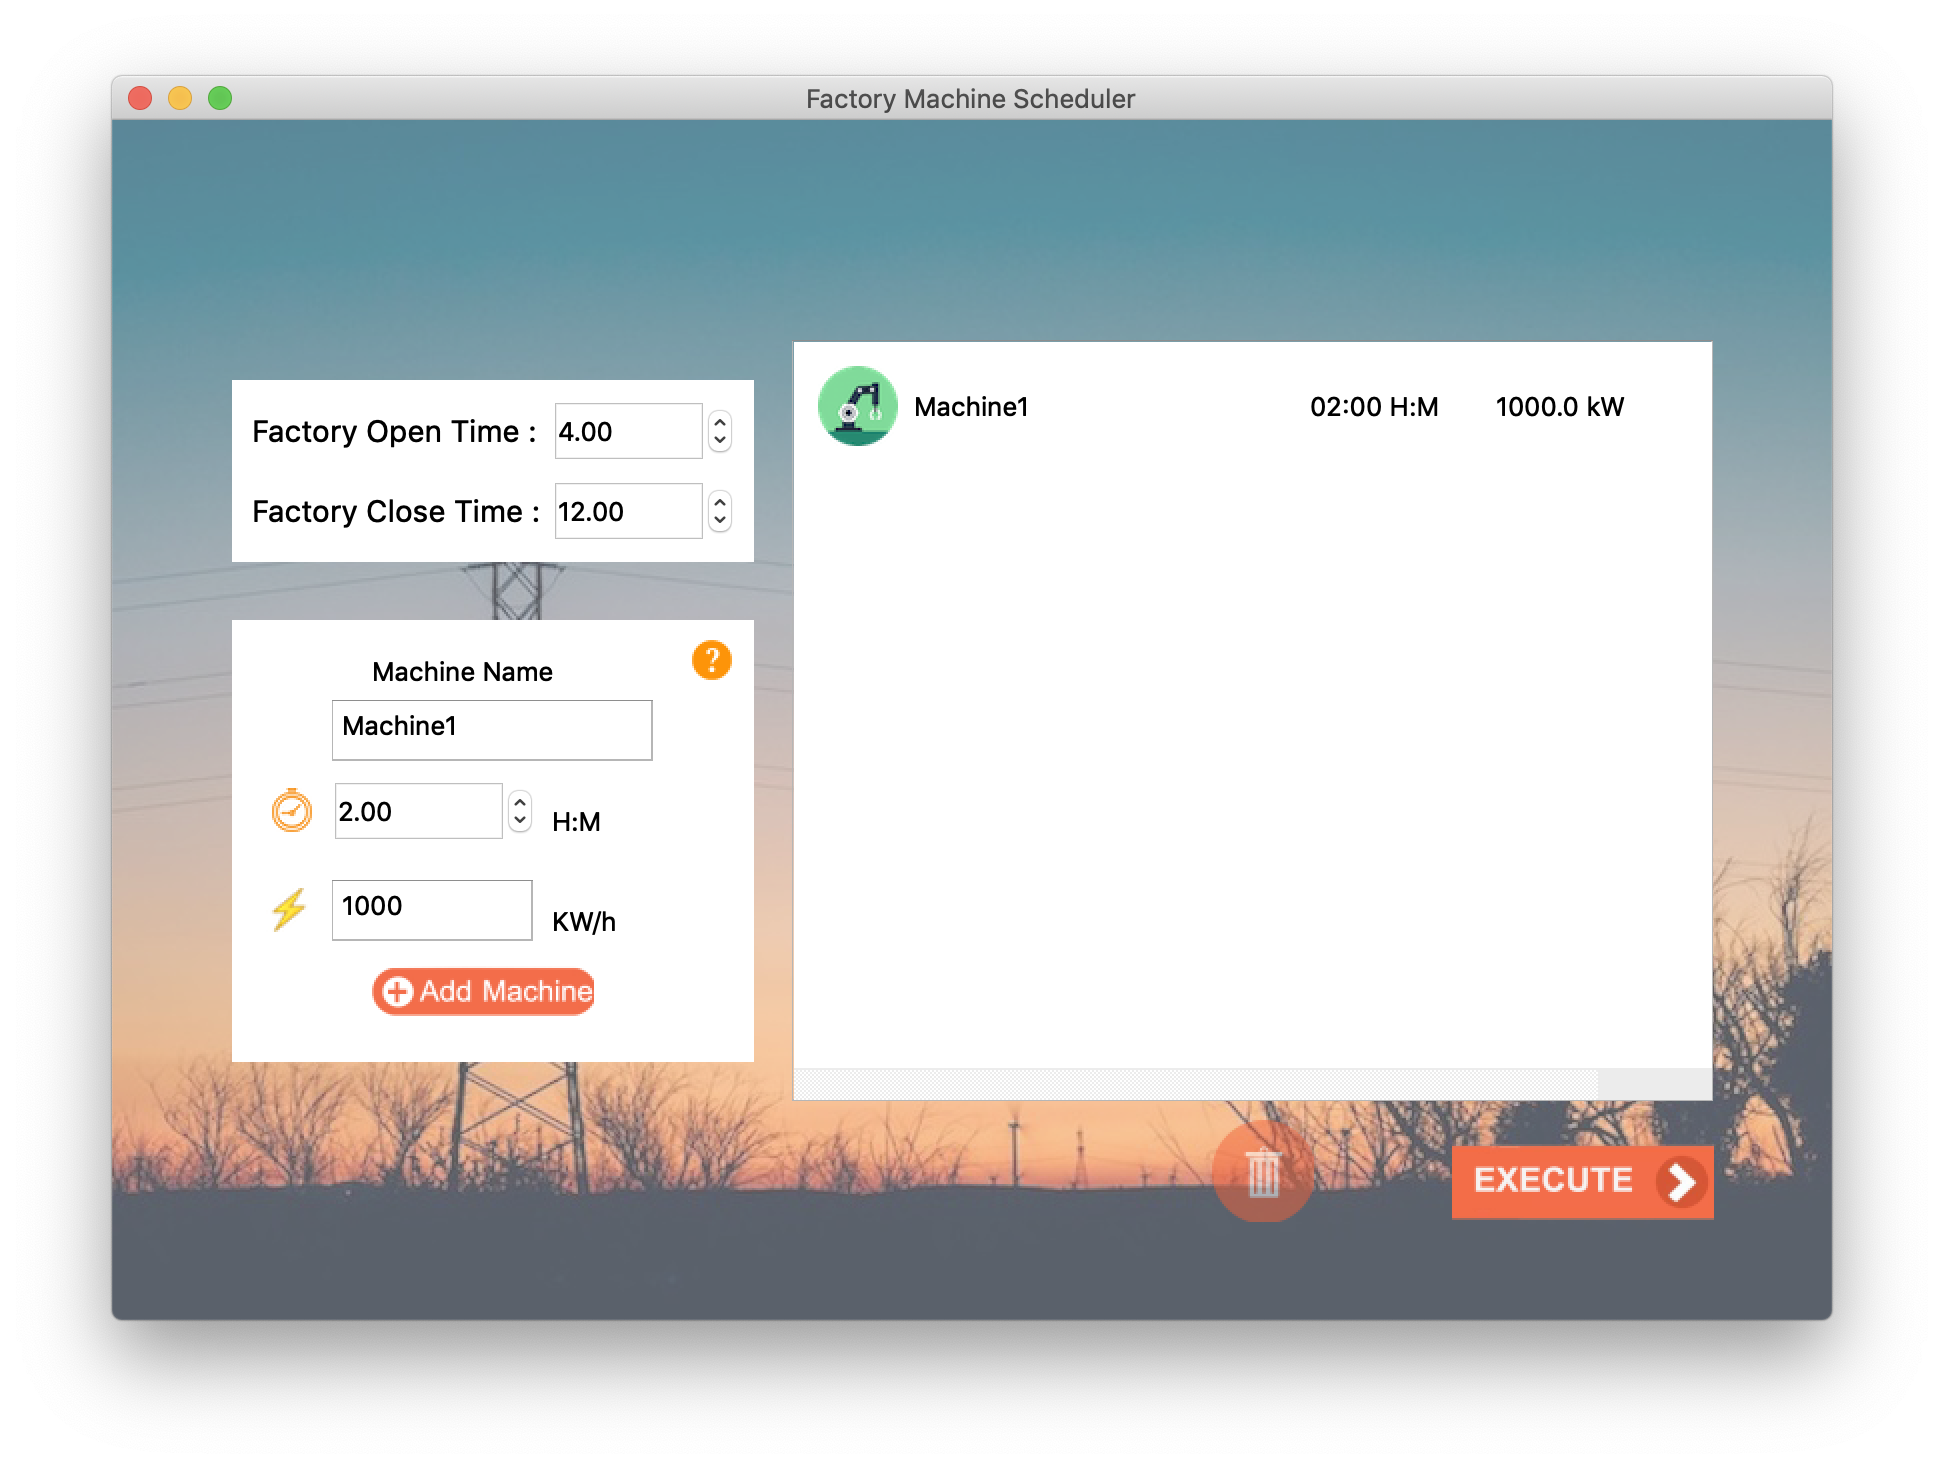 Factory Machine Scheduler
Factory Open Time : 4.00
Factory Close Time : 12.00
?
Machine Name
Machine1
2.00 H:M
1000 KW/h
Add Machine
Machine1 02:00 H:M 1000.0 kW
EXECUTE